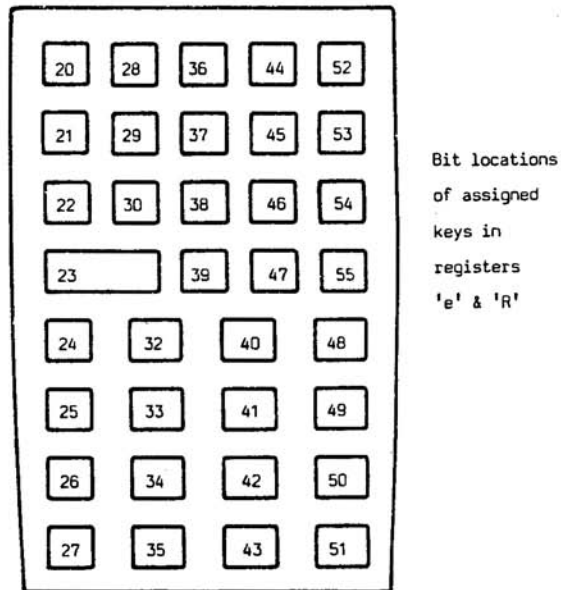 20 28 36 44 52
21 29 37 45 53
22 30 38 46 54
23 39 47 55
24 32 40 48
25 33 41 49
26 34 42 50
27 35 43 51
Bit locations
of assigned
keys in
registers
'e' & 'R'